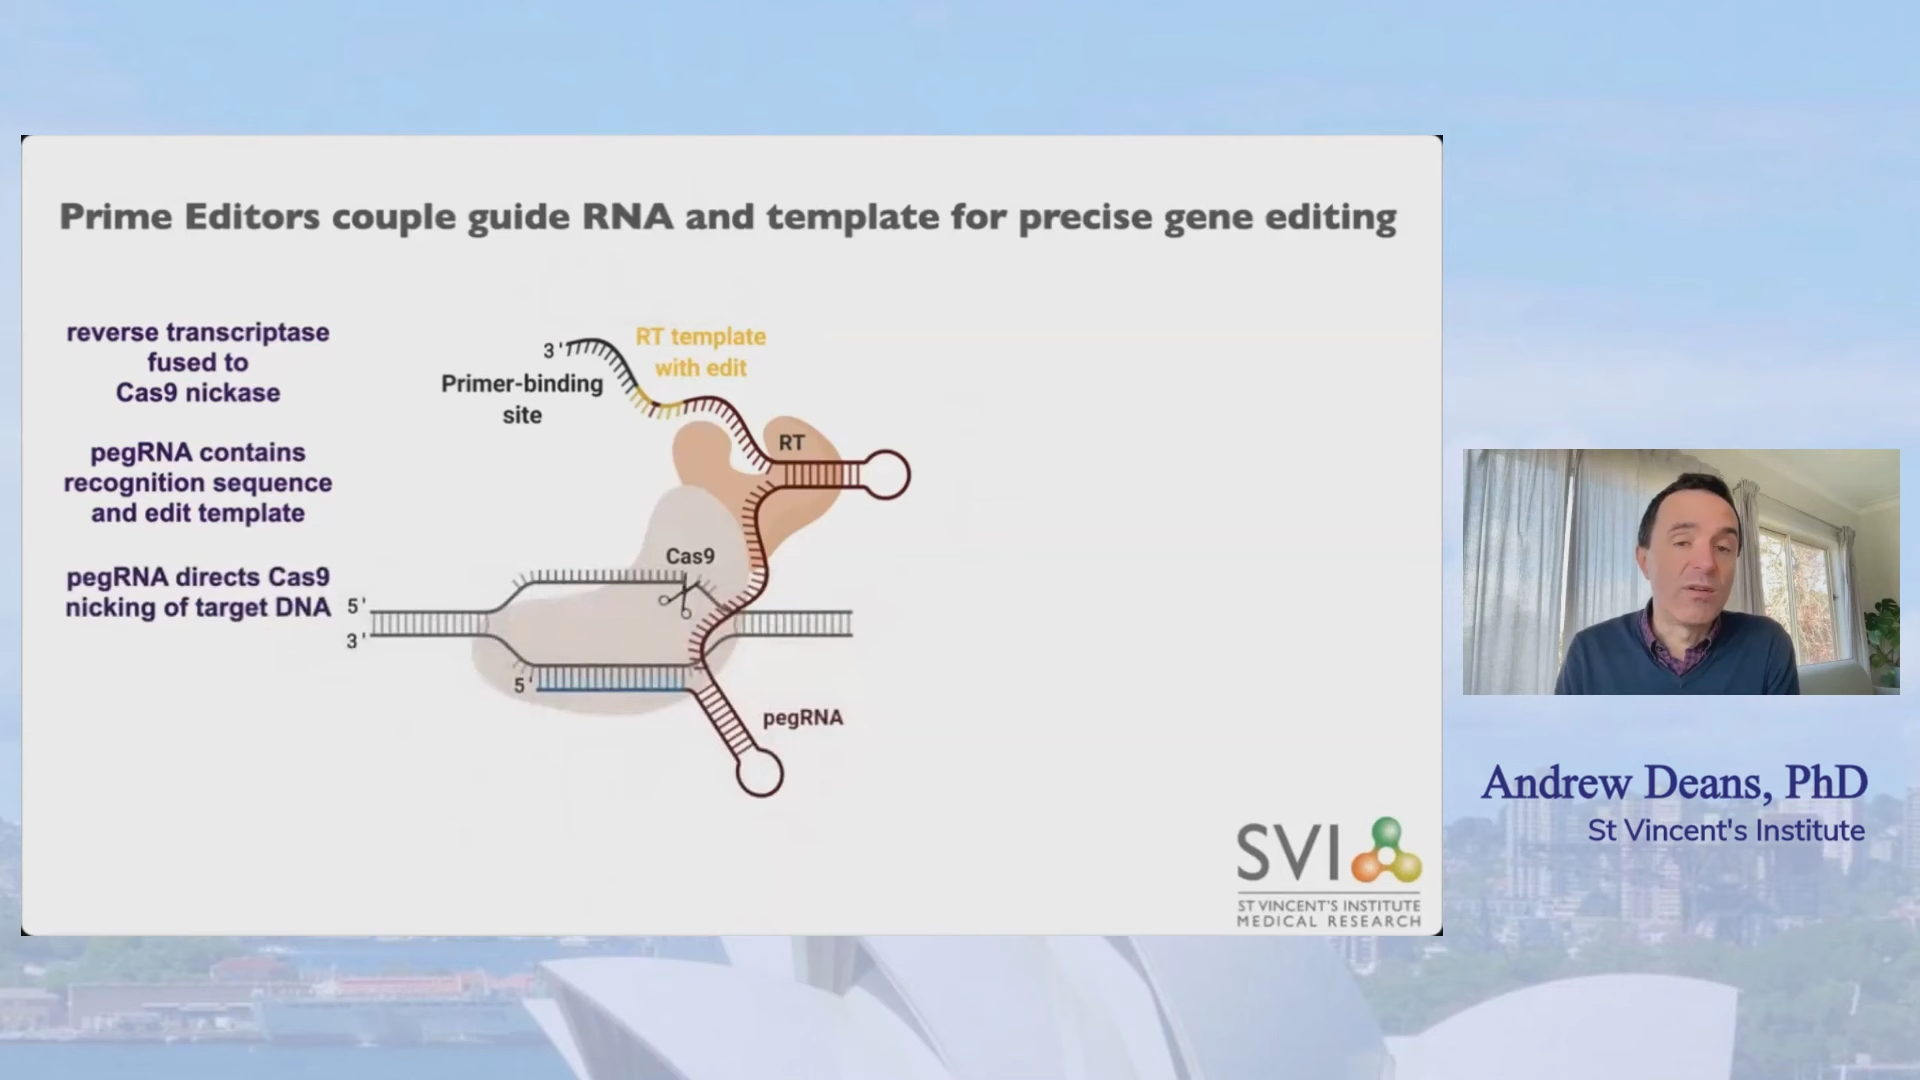 Prime Editors couple guide RNA and template for precise gene editing
reverse transcriptase
fused to
Cas9 nickase
pegRNA contains
recognition sequence
and edit template
pegRNA directs Cas9
nicking of target DNA
3'
RT template
with edit
Primer-binding
site
RT
Cas9
5'
3'
5'
pegRNA
SVI
ST VINCENT'S INSTITUTE
MEDICAL RESEARCH
Andrew Deans, PhD
St Vincent's Institute